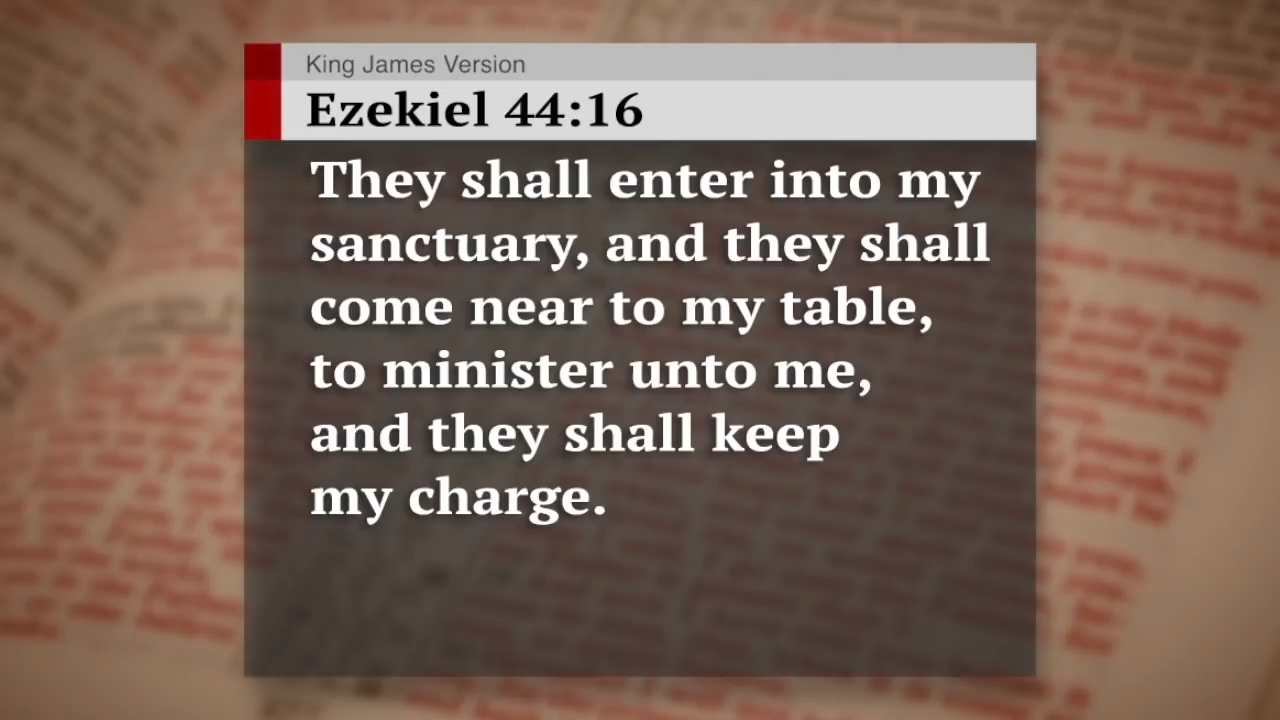 King James Version
Ezekiel 44:16
They shall enter into my
sanctuary, and they shall
come near to my table,
to minister unto me,
and they shall keep
my charge.